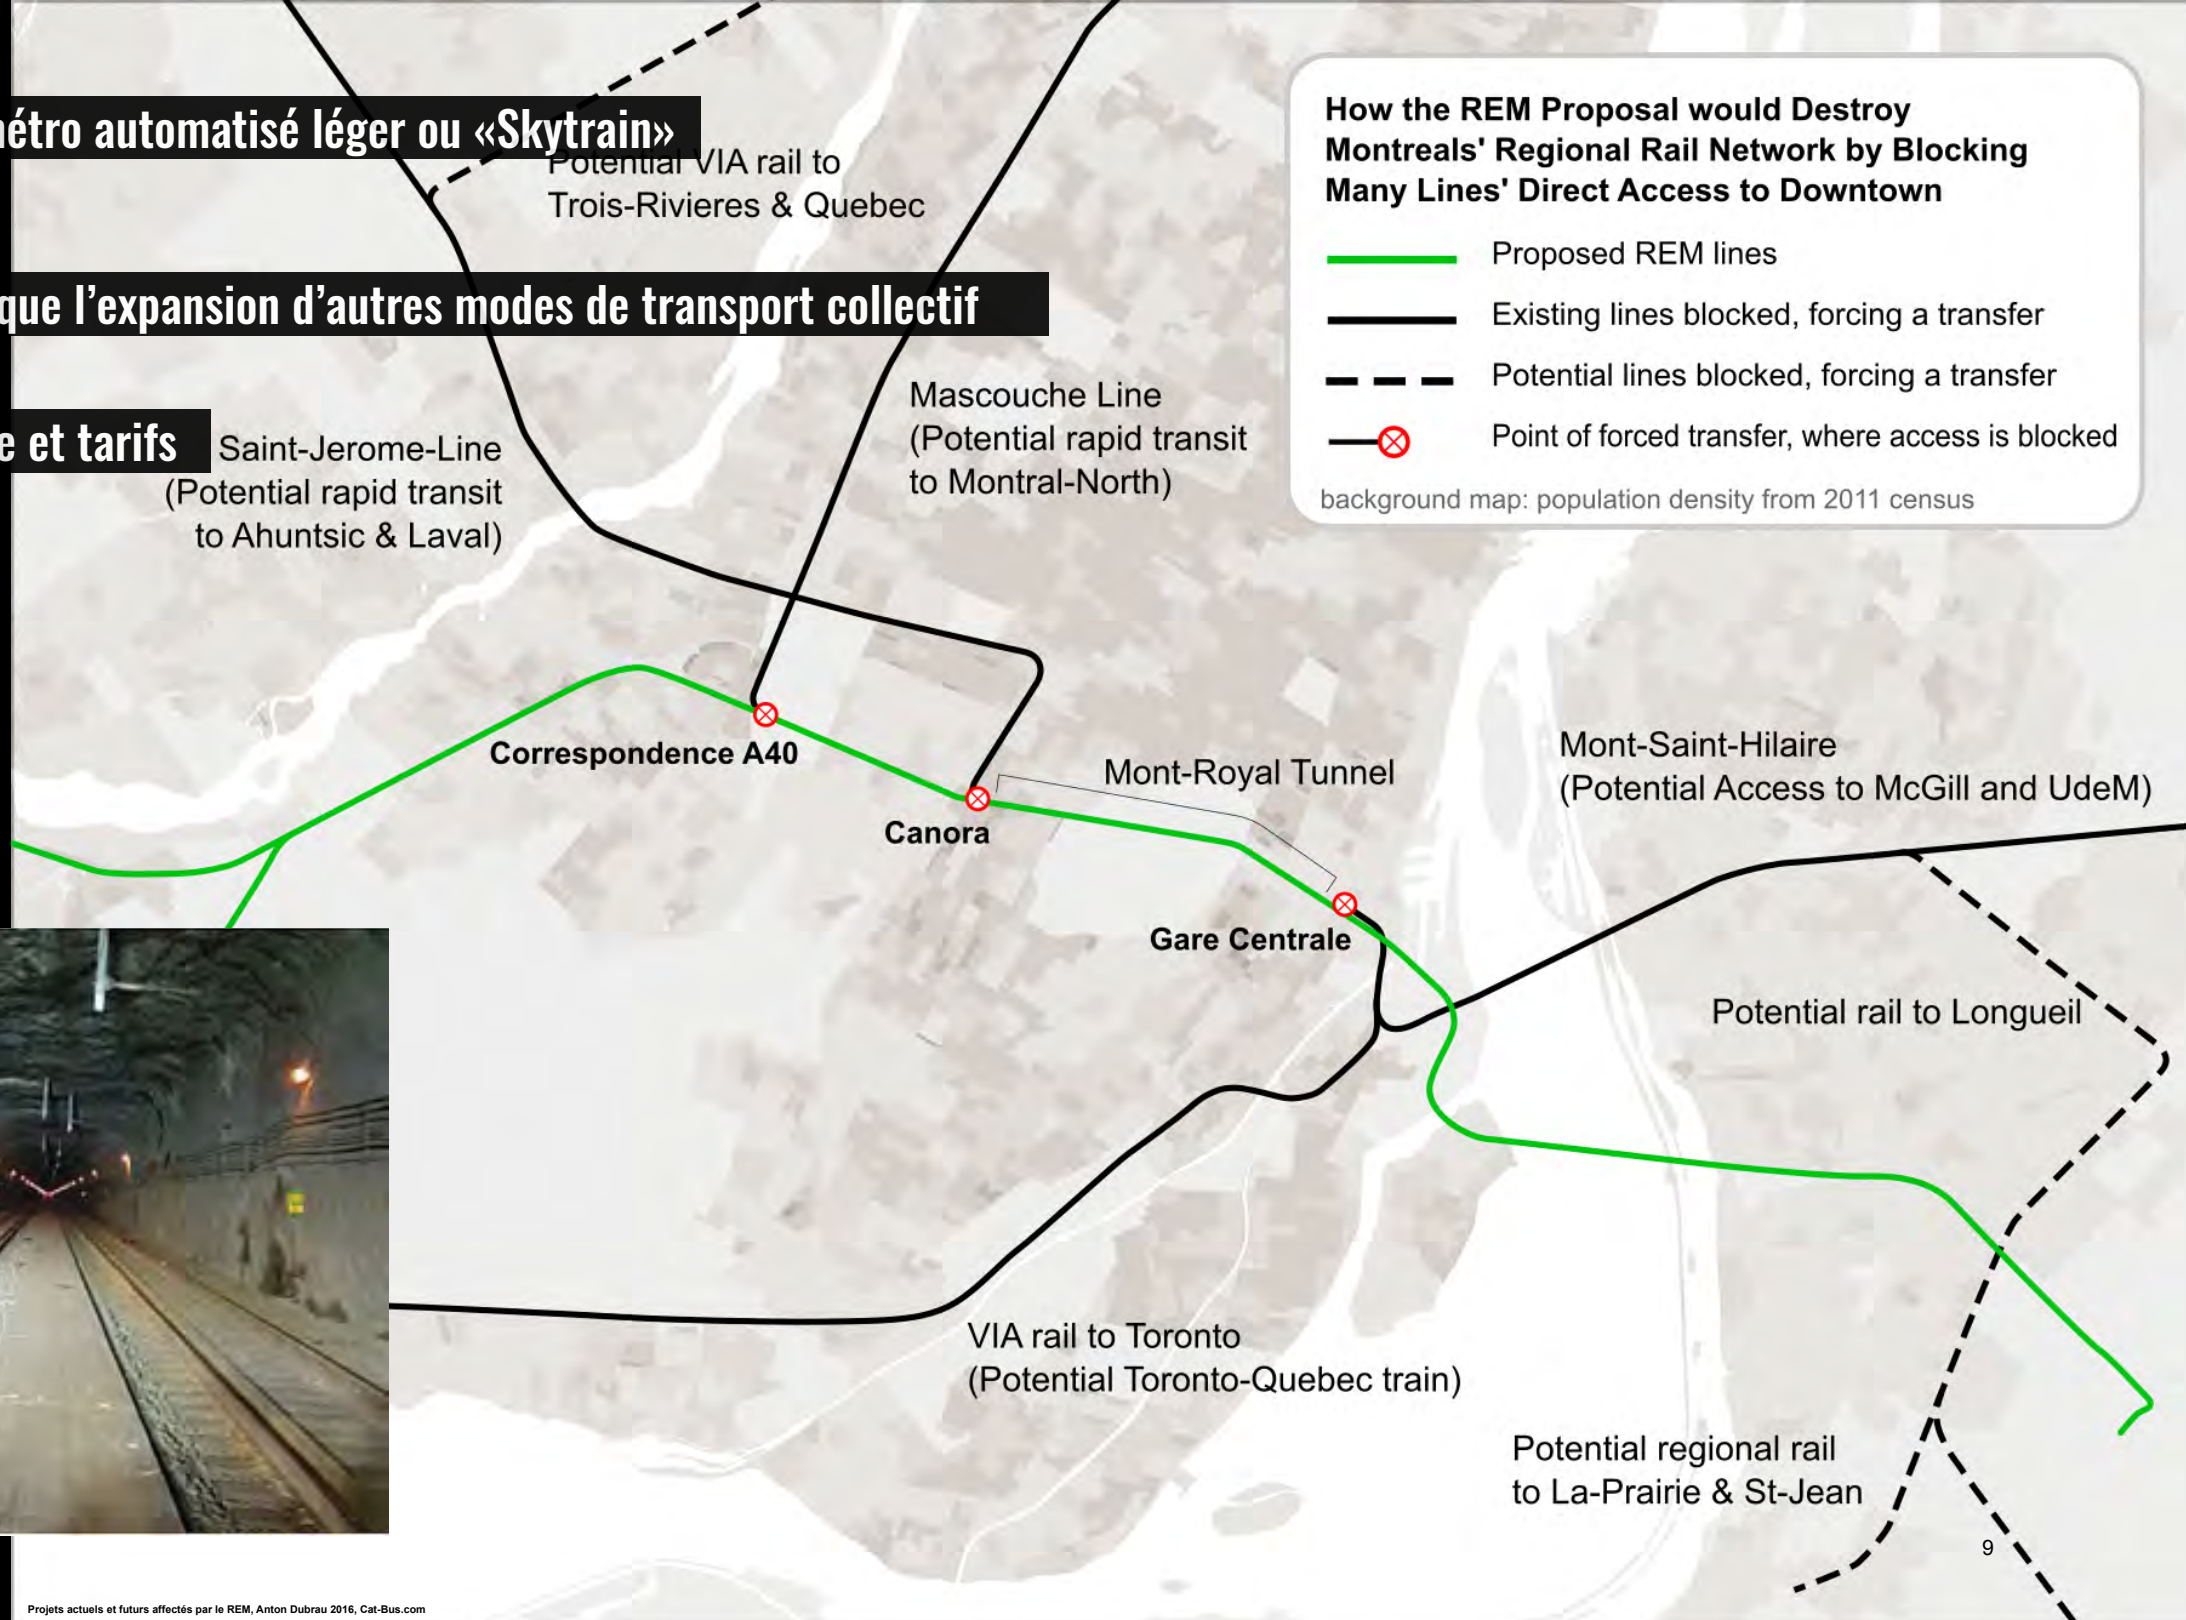 étro automatisé léger ou «Skytrain»
Potential VIA rail to
Trois-Rivieres & Quebec
que l’expansion d’autres modes de transport collectif
e et tarifs
How the REM Proposal would Destroy
Montreals' Regional Rail Network by Blocking
Many Lines' Direct Access to Downtown
Proposed REM lines
Existing lines blocked, forcing a transfer
Potential lines blocked, forcing a transfer
Point of forced transfer, where access is blocked
background map: population density from 2011 census
Mascouche Line
(Potential rapid transit
to Montral-North)
Saint-Jerome-Line
(Potential rapid transit
to Ahuntsic & Laval)
Correspondence A40
Mont-Royal Tunnel
Canora
Mont-Saint-Hilaire
(Potential Access to McGill and UdeM)
Gare Centrale
Potential rail to Longueil
VIA rail to Toronto
(Potential Toronto-Quebec train)
Potential regional rail
to La-Prairie & St-Jean
9
Projets actuels et futurs affectés par le REM, Anton Dubrau 2016, Cat-Bus.com